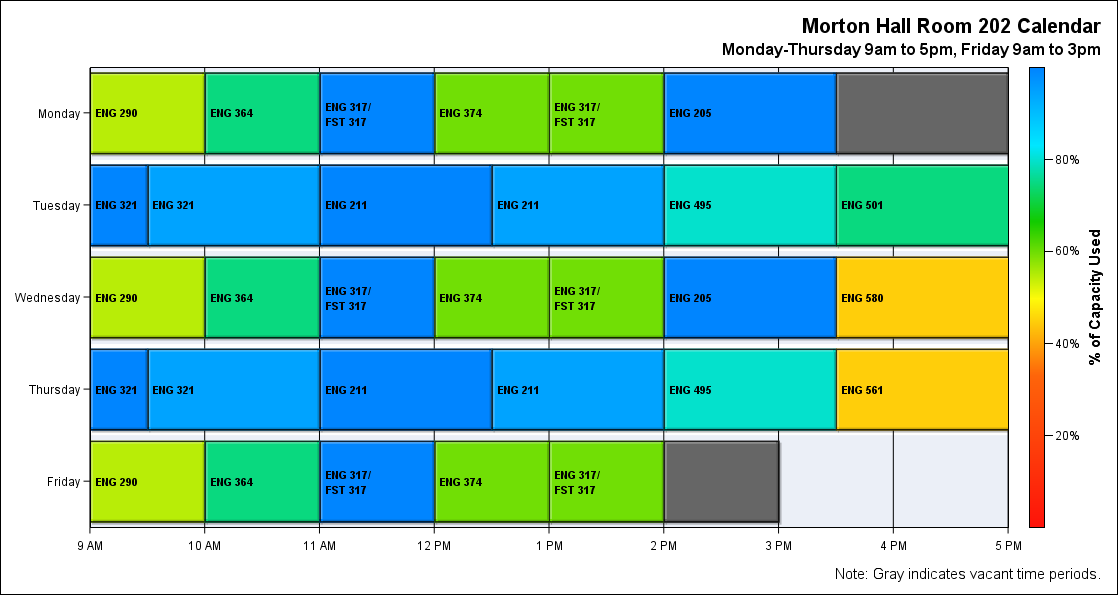 Morton Hall Room 202 Calendar
Monday-Thursday 9am to 5pm, Friday 9am to 3pm
Monday
ENG 290
ENG 364
ENG 317/
FST 317
ENG 374
ENG 317/
FST 317
ENG 205
Tuesday
ENG 321
ENG 321
ENG 211
ENG 211
ENG 495
ENG 501
Wednesday
ENG 290
ENG 364
ENG 317/
FST 317
ENG 374
ENG 317/
FST 317
ENG 205
ENG 580
Thursday
ENG 321
ENG 321
ENG 211
ENG 211
ENG 495
ENG 561
Friday
ENG 290
ENG 364
ENG 317/
FST 317
ENG 374
ENG 317/
FST 317
9 AM
10 AM
11 AM
12 PM
1 PM
2 PM
3 PM
4 PM
5 PM
80%
60%
40%
20%
% of Capacity Used
Note: Gray indicates vacant time periods.